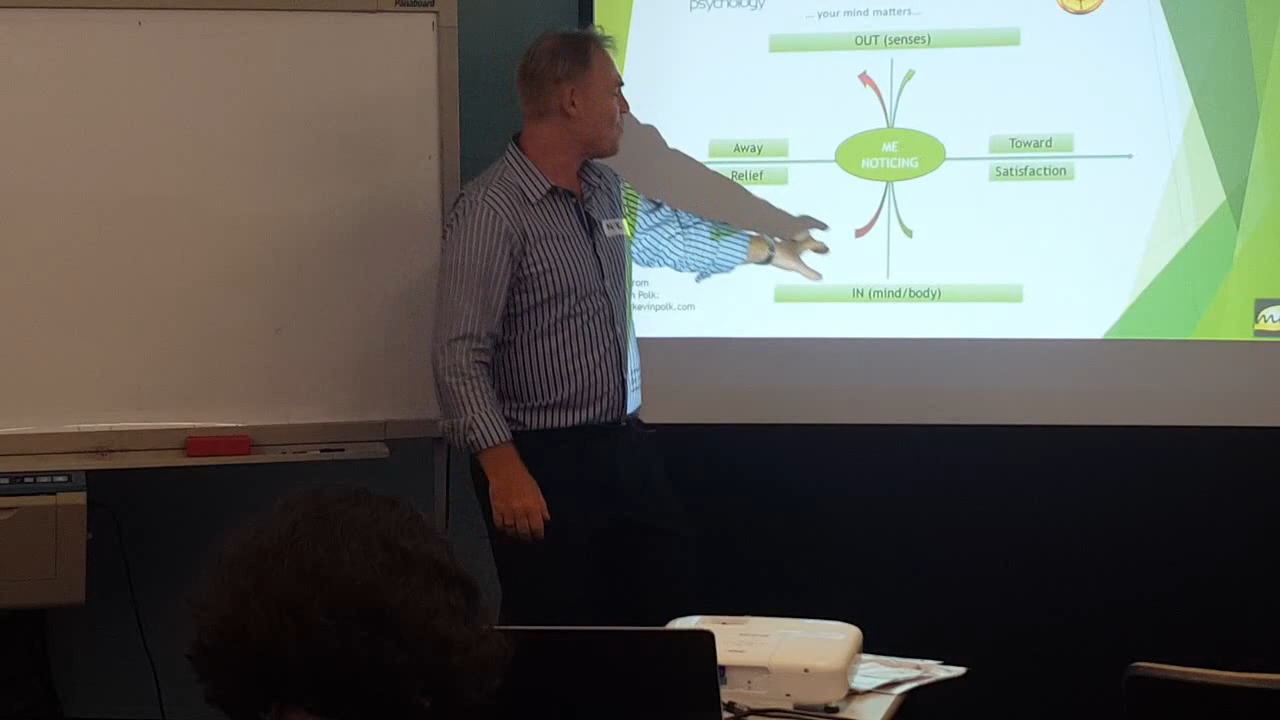 Panaboard
psychology
... your mind matters...
OUT (senses)
Away
Relief
ME
NOTICING
Toward
Satisfaction
IN (mind/body)
rom
n Polk:
kevinpolk.com